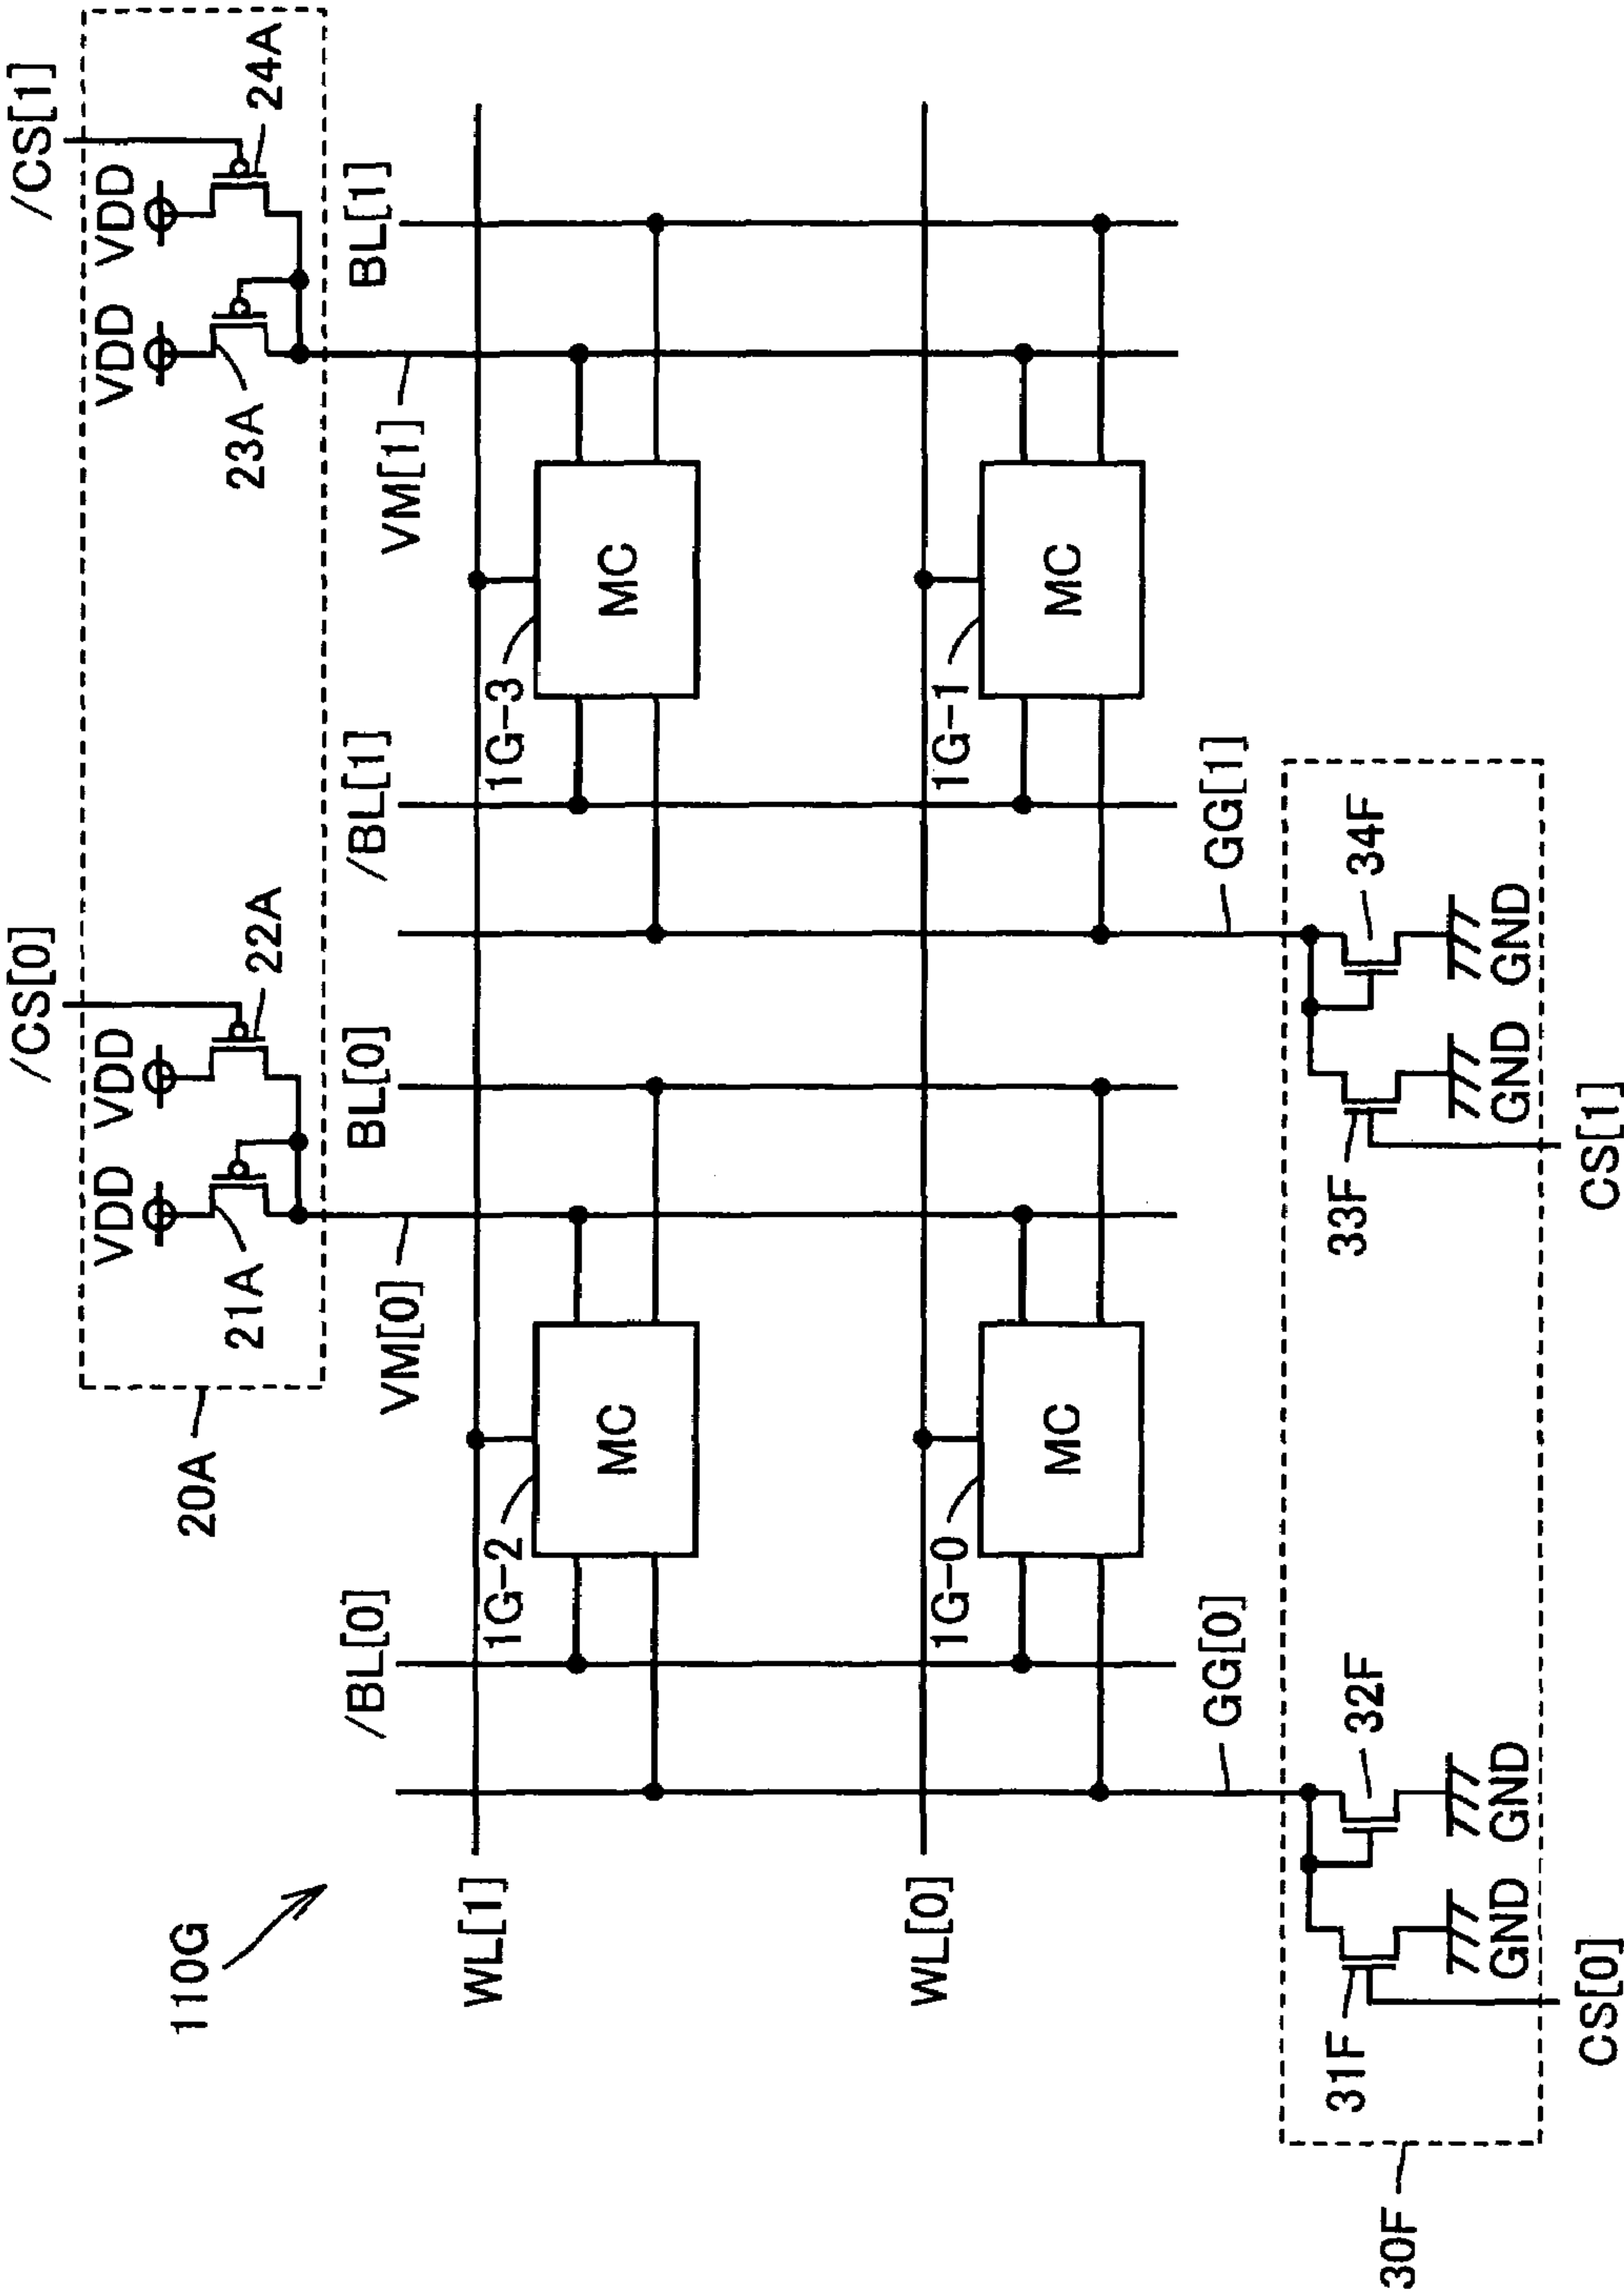 110G
/CS[0]
/CS[1]
VDD
VDD
VDD
VDD
20A
21A
22A
23A
24A
/BL[0]
VM[0]
BL[0]
/BL[1]
VM[1]
BL[1]
WL[1]
1G-2
MC
1G-3
MC
WL[0]
1G-0
MC
1G-1
MC
GG[0]
GG[1]
30F
31F
32F
33F
34F
GND
GND
GND
GND
CS[0]
CS[1]